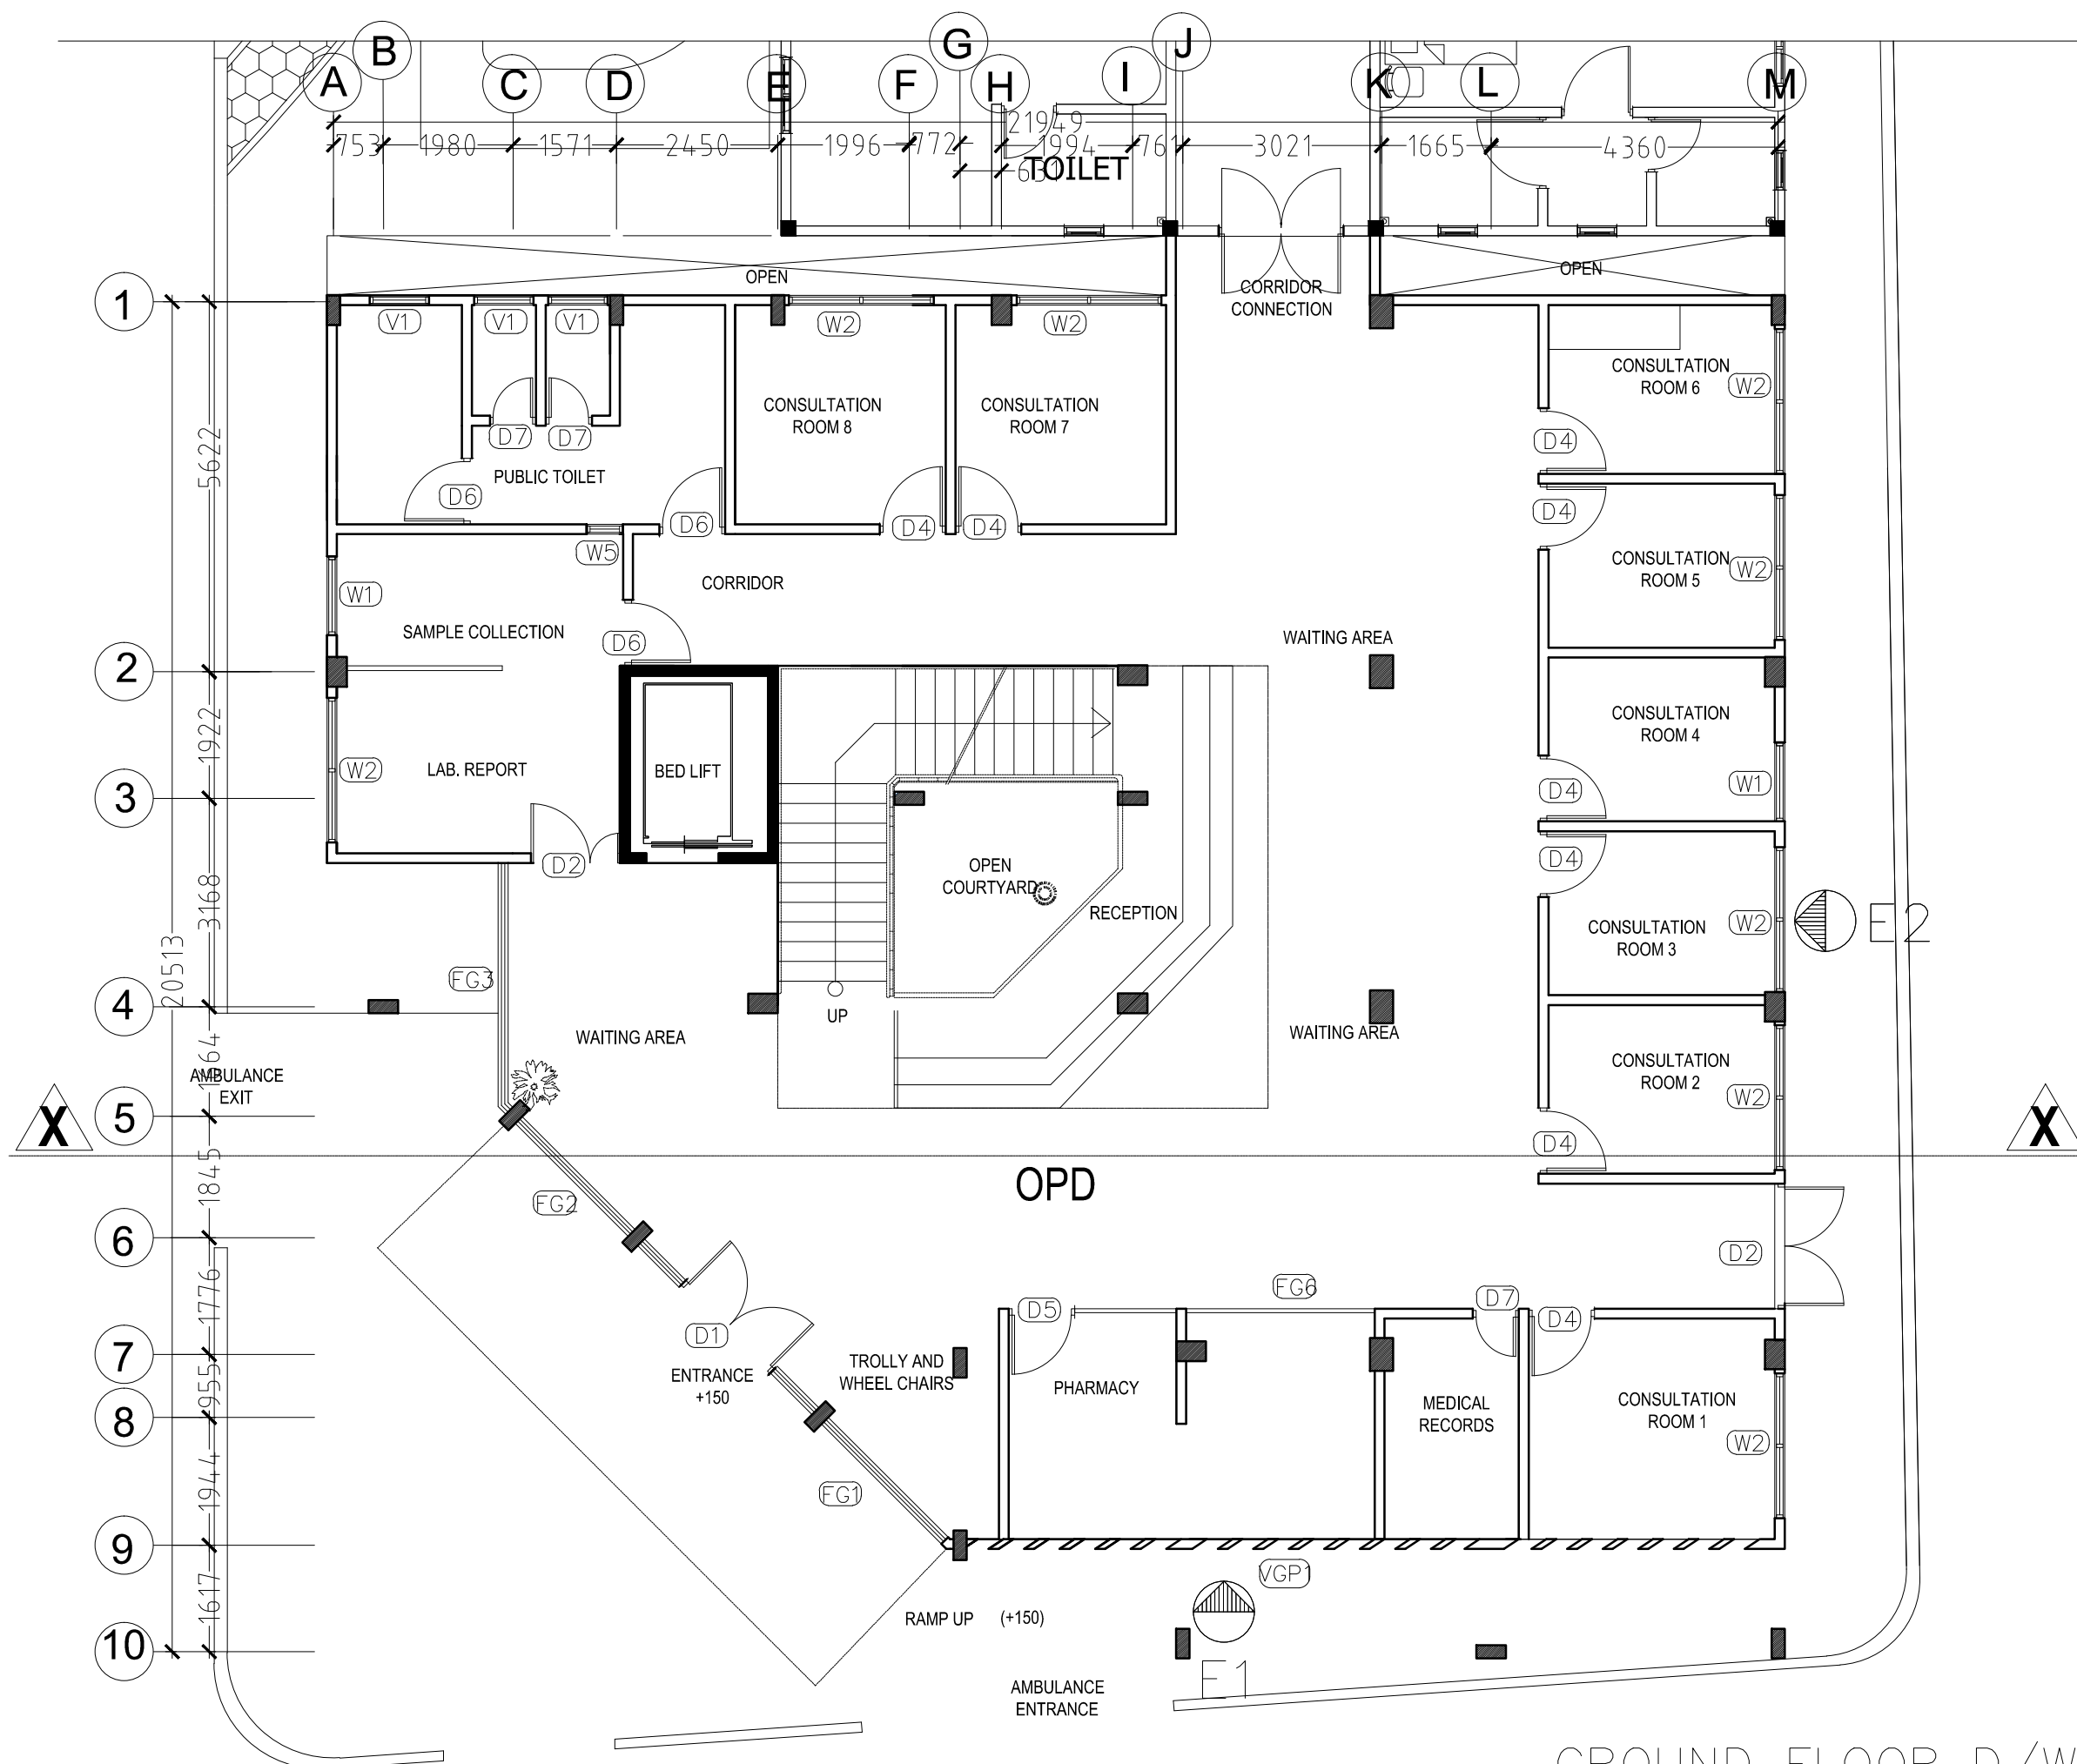 B
G
J
A
C
D
E
F
H
I
K
L
M
21949
753
1980
1571
2450
1996
772
1994
761
3021
1665
4360
631
TOILET
OPEN
OPEN
CORRIDOR
CONNECTION
1
V1
V1
V1
W2
W2
CONSULTATION
ROOM 6
W2
CONSULTATION
ROOM 8
CONSULTATION
ROOM 7
D7
D7
D4
5622
PUBLIC TOILET
D6
D6
D4
D4
D4
W5
CONSULTATION
ROOM 5
W2
W1
CORRIDOR
SAMPLE COLLECTION
D6
WAITING AREA
2
1922
CONSULTATION
ROOM 4
LAB. REPORT
W2
BED LIFT
D4
W1
3
D2
OPEN
COURTYARD
D4
3168
RECEPTION
CONSULTATION
ROOM 3
W2
E2
20513
FG3
4
UP
WAITING AREA
WAITING AREA
AMBULANCE
EXIT
CONSULTATION
ROOM 2
W2
5
X
X
D4
1845
OPD
FG2
6
D2
1776
FG6
D5
D7
D4
D1
7
955
ENTRANCE
+150
TROLLY AND
WHEEL CHAIRS
PHARMACY
MEDICAL
RECORDS
CONSULTATION
ROOM 1
8
W2
1944
FG1
9
VGP1
1617
RAMP UP (+150)
10
E1
AMBULANCE
ENTRANCE
GROUND FLOOR D/W